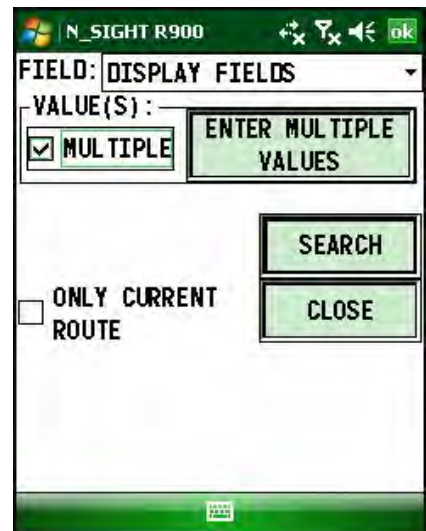 N_SIGHT R900 ok
FIELD: DISPLAY FIELDS
VALUE(S):
MULTIPLE
ENTER MULTIPLE
VALUES
SEARCH
ONLY CURRENT
ROUTE
CLOSE